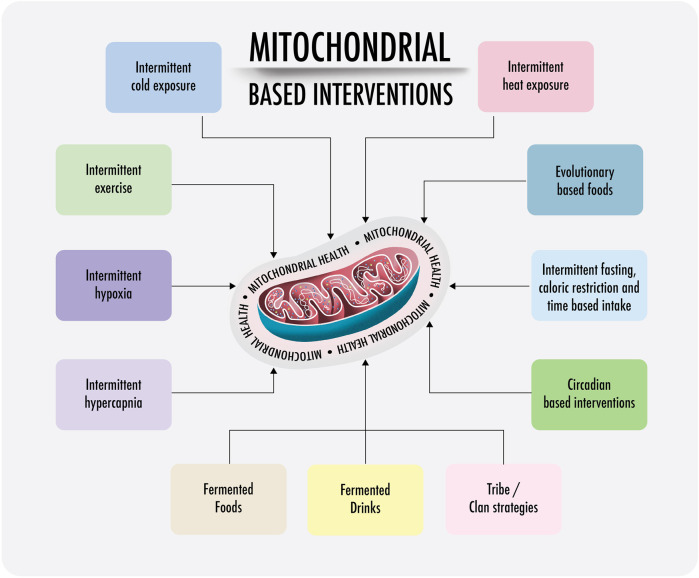 MITOCHONDRIAL
BASED INTERVENTIONS
Intermittent
cold exposure
Intermittent
heat exposure
Intermittent
exercise
Evolutionary
based foods
Intermittent
hypoxia
Intermittent fasting,
caloric restriction and
time based intake
Intermittent
hypercapnia
Circadian
based interventions
MITOCHONDRIAL HEALTH • MITOCHONDRIAL HEALTH • MITOCHONDRIAL HEALTH • MITOCHONDRIAL HEALTH •
Fermented
Foods
Fermented
Drinks
Tribe /
Clan strategies